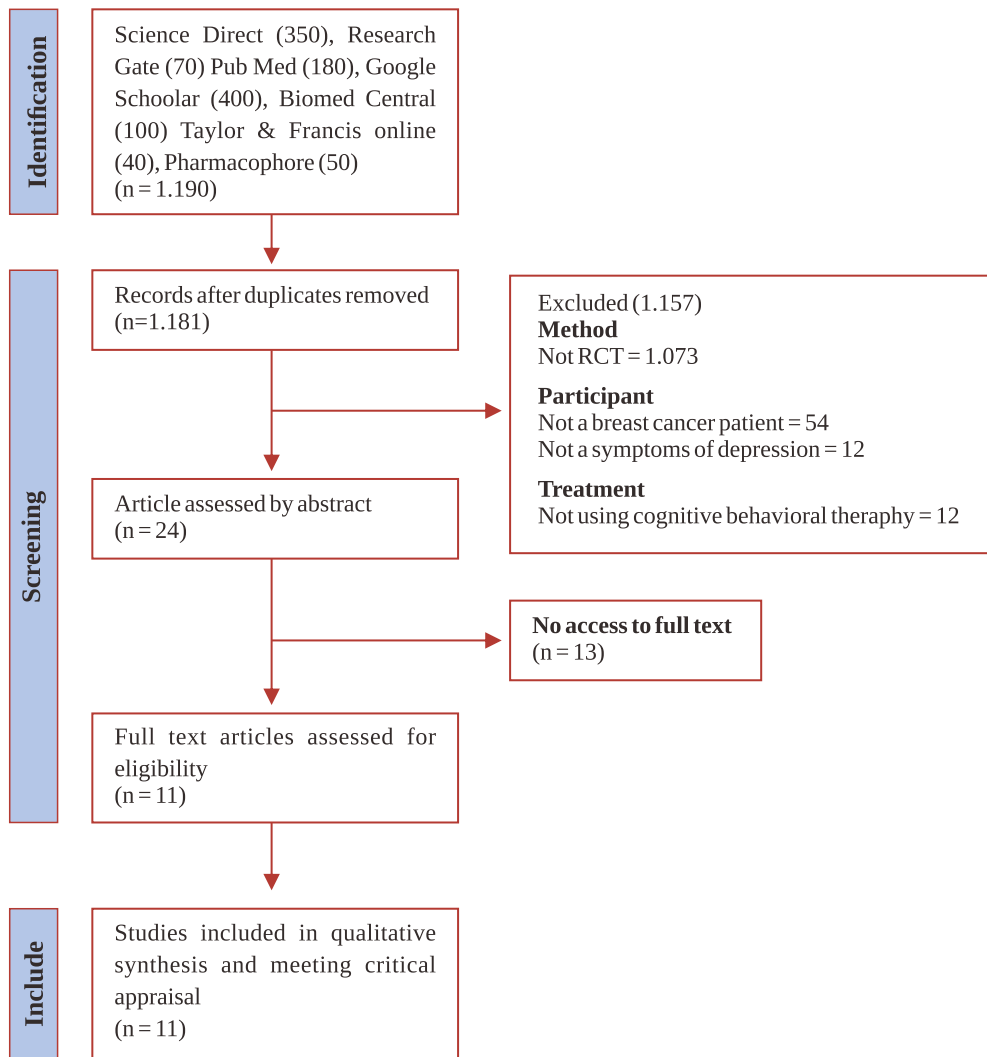 Identification
Science Direct (350), Research
Gate (70) Pub Med (180), Google
Schoolar (400), Biomed Central
(100) Taylor & Francis online
(40), Pharmacophore (50)
(n = 1.190)
Screening
Records after duplicates removed
(n=1.181)
Excluded (1.157)
Method
Not RCT = 1.073
Participant
Not a breast cancer patient = 54
Not a symptoms of depression = 12
Treatment
Not using cognitive behavioral theraphy = 12
Article assessed by abstract
(n = 24)
No access to full text
(n = 13)
Full text articles assessed for
eligibility
(n = 11)
Include
Studies included in qualitative
synthesis and meeting critical
appraisal
(n = 11)